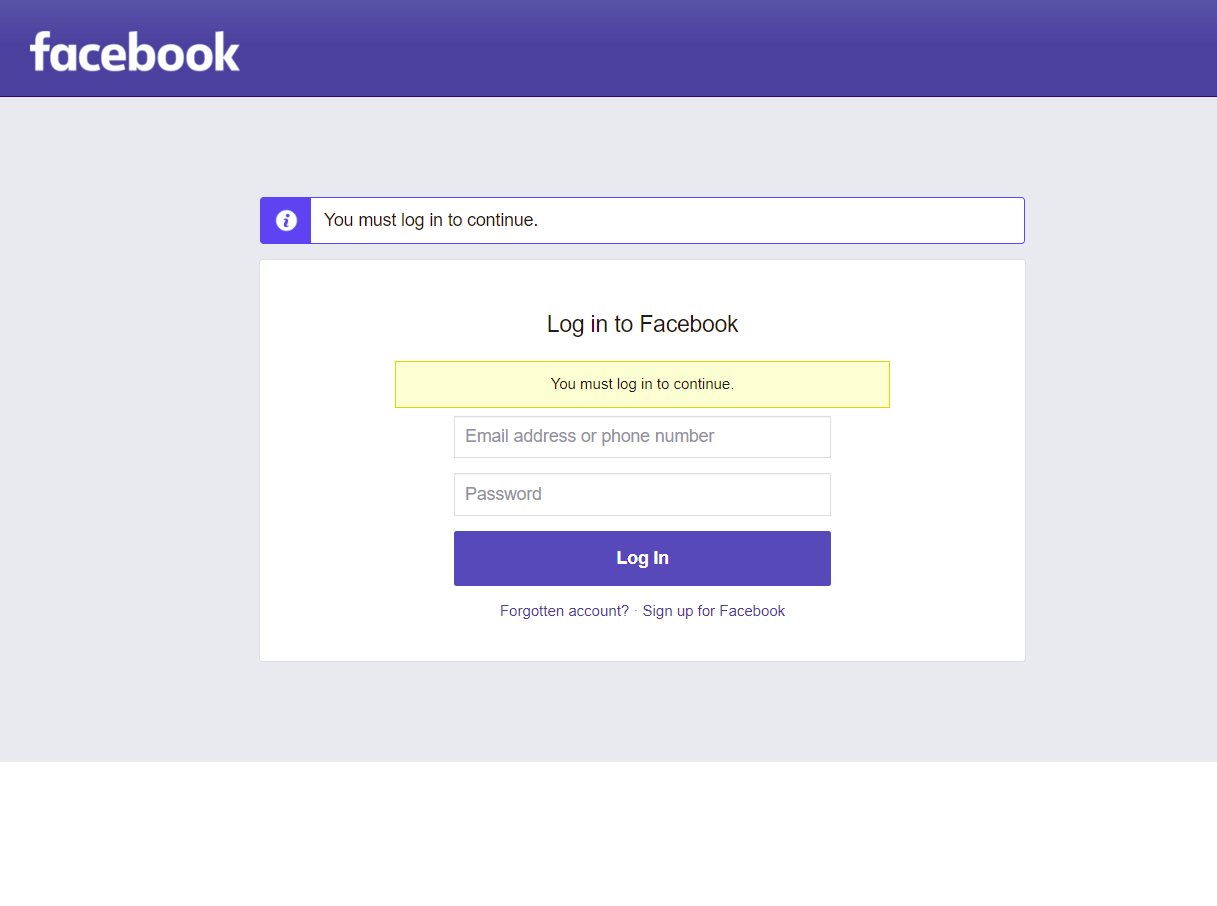 facebook
You must log in to continue.
Log in to Facebook
You must log in to continue.
Email address or phone number
Password
Log In
Forgotten account? · Sign up for Facebook